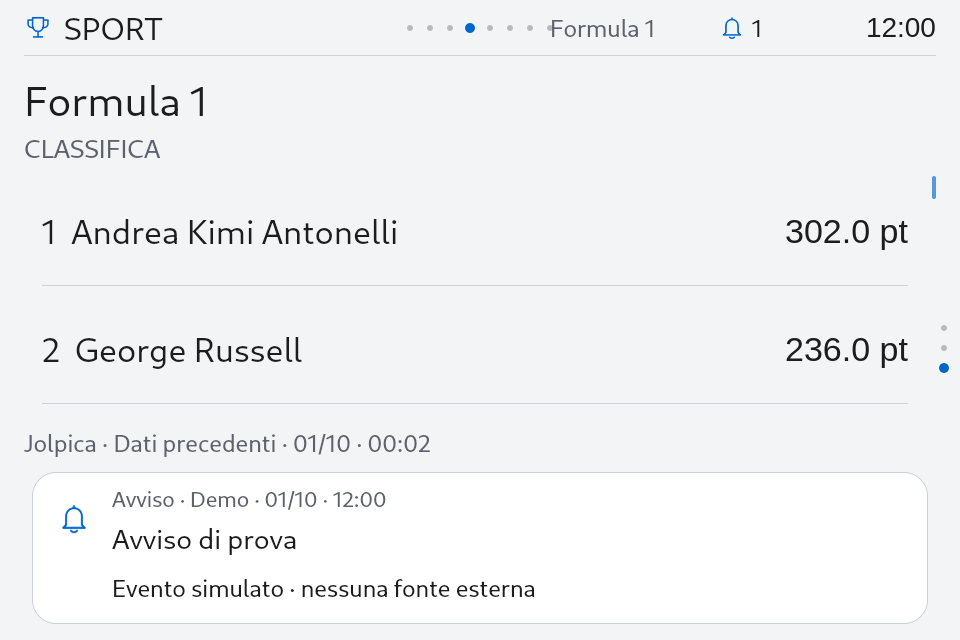 SPORT
Formula 1
1
12:00
Formula 1
CLASSIFICA
1 Andrea Kimi Antonelli 302.0 pt
2 George Russell 236.0 pt
Jolpica · Dati precedenti · 01/10 · 00:02
Avviso · Demo · 01/10 · 12:00
Avviso di prova
Evento simulato · nessuna fonte esterna